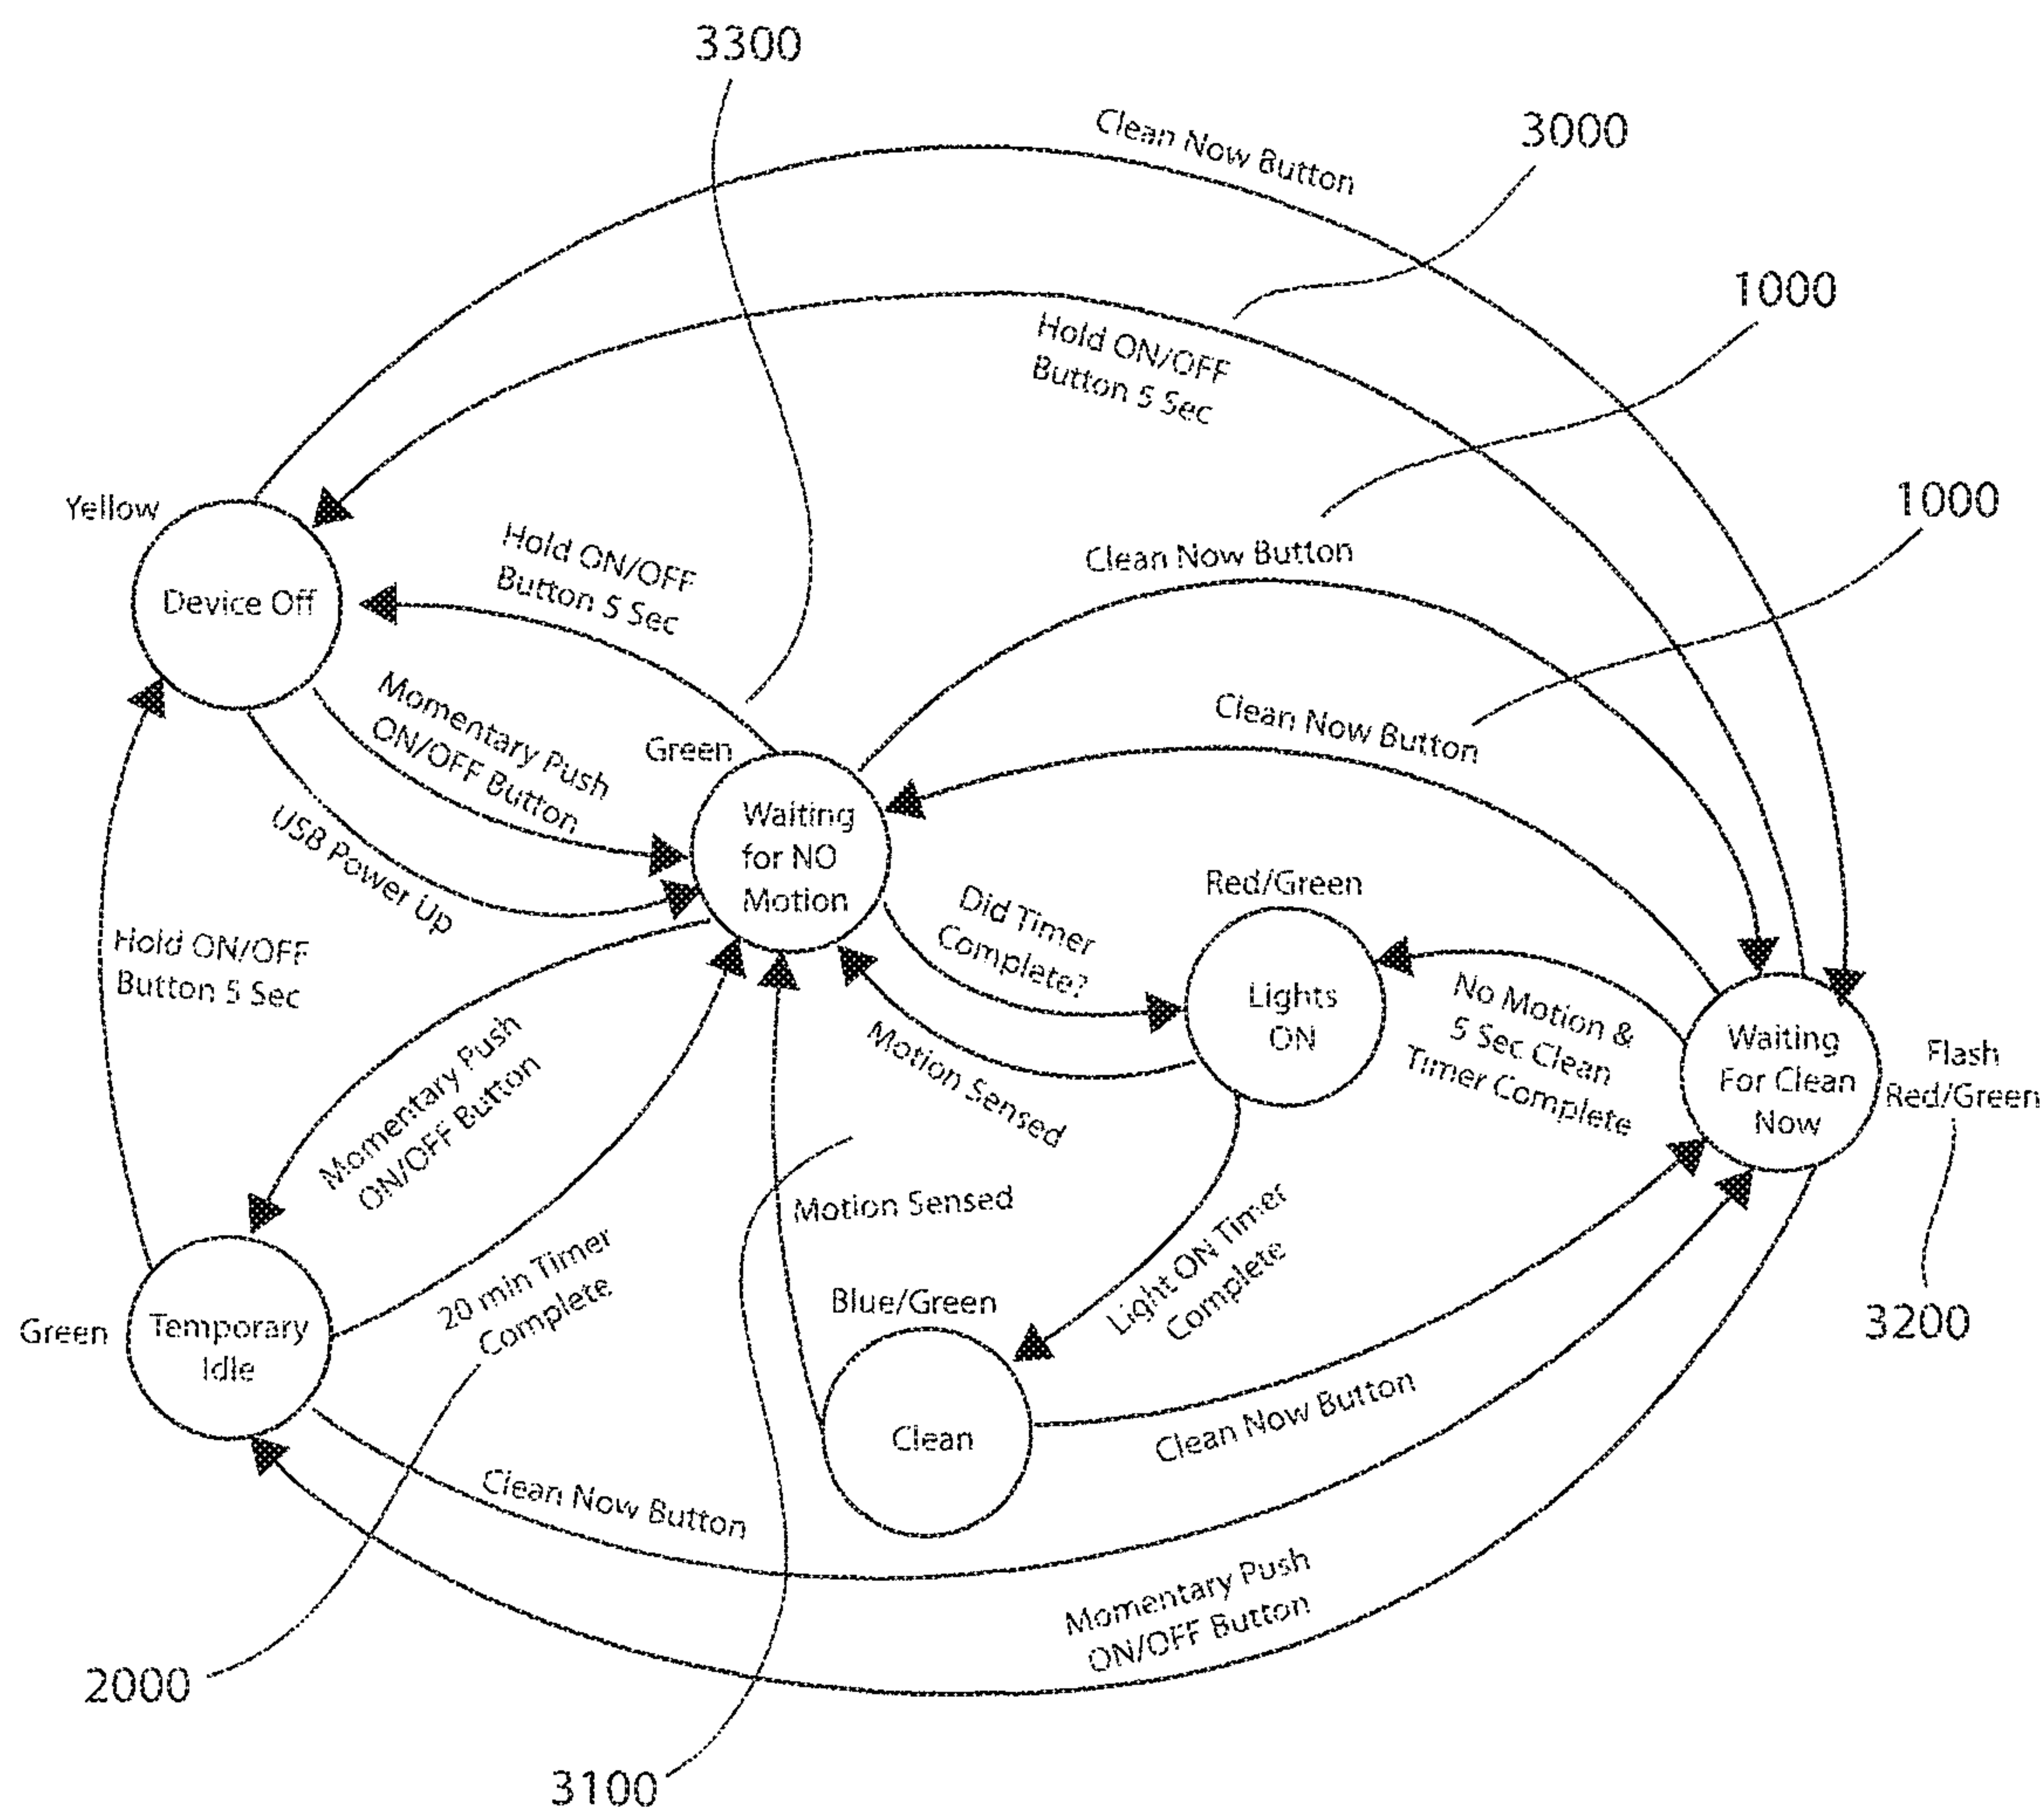 3300
3000
Clean Now Button
1000
Hold ON/OFF
Button 5 Sec
1000
Yellow
Hold ON/OFF
Button 5 Sec
Clean Now Button
Device Off
Momentary Push
ON/OFF Button
Green
Clean Now Button
USB Power Up
Waiting
for NO
Motion
Red/Green
Did Timer
Complete?
Hold ON/OFF
Button 5 Sec
Lights
ON
No Motion &
5 Sec Clean
Timer Complete
Waiting
For Clean
Now
Flash
Red/Green
Momentary Push
ON/OFF Button
Motion Sensed
Motion Sensed
Light ON Timer
Complete
20 min Timer
Complete
Blue/Green
3200
Green
Temporary
Idle
Clean
Clean Now Button
Clean Now Button
Momentary Push
ON/OFF Button
2000
3100